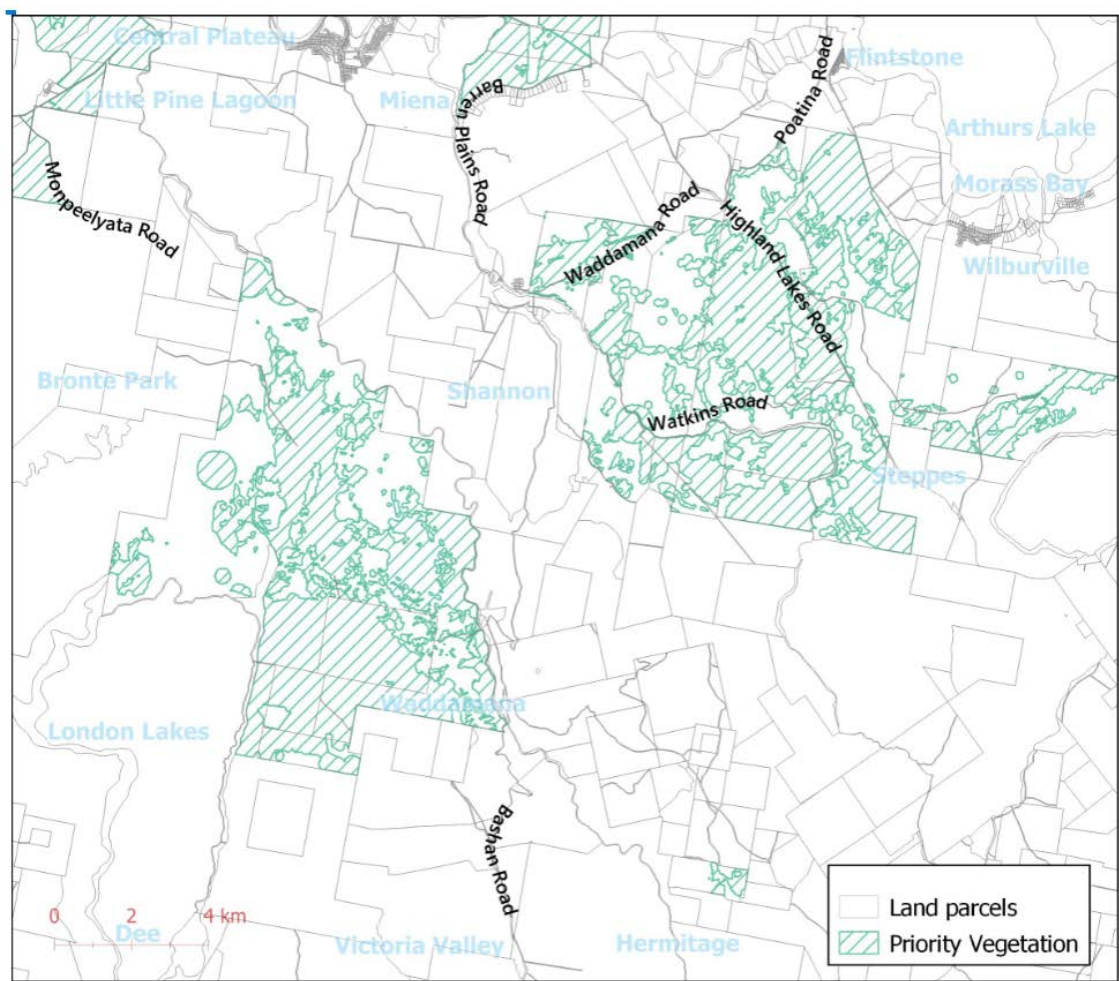 Central Plateau
Flintstone
Little Pine Lagoon
Miena
Barren Plains Road
Poatina Road
Arthurs Lake
Monpeelyata Road
Morass Bay
Waddamana Road
Highland Lakes Road
Wilburville
Bronte Park
Shannon
Watkins Road
Steppes
Waddamana
London Lakes
Bashan Road
0 2 4 km
Dee
Victoria Valley
Hermitage
Land parcels
Priority Vegetation